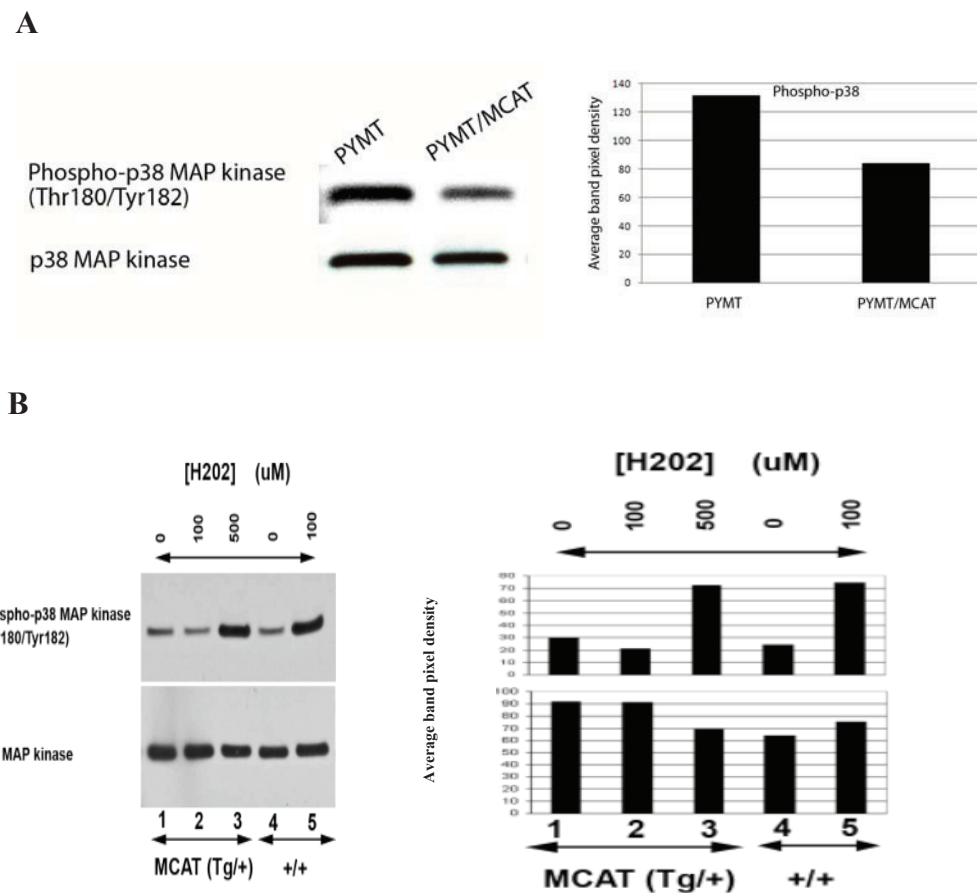 A
PYMT
PYMT/MCAT
Phospho-p38 MAP kinase
(Thr180/Tyr182)
p38 MAP kinase
Average band pixel density
140
120
100
80
60
40
20
0
Phospho-p38
PYMT
PYMT/MCAT
B
[H202] (uM)
0 100 500 0 100
spho-p38 MAP kinase
180/Tyr182)
MAP kinase
1 2 3 4 5
MCAT (Tg/+) +/+
[H202] (uM)
0 100 500 0 100
Average band pixel density
80
70
60
50
40
30
20
10
0
100
90
80
70
60
50
40
30
20
10
0
1 2 3 4 5
MCAT (Tg/+) +/+